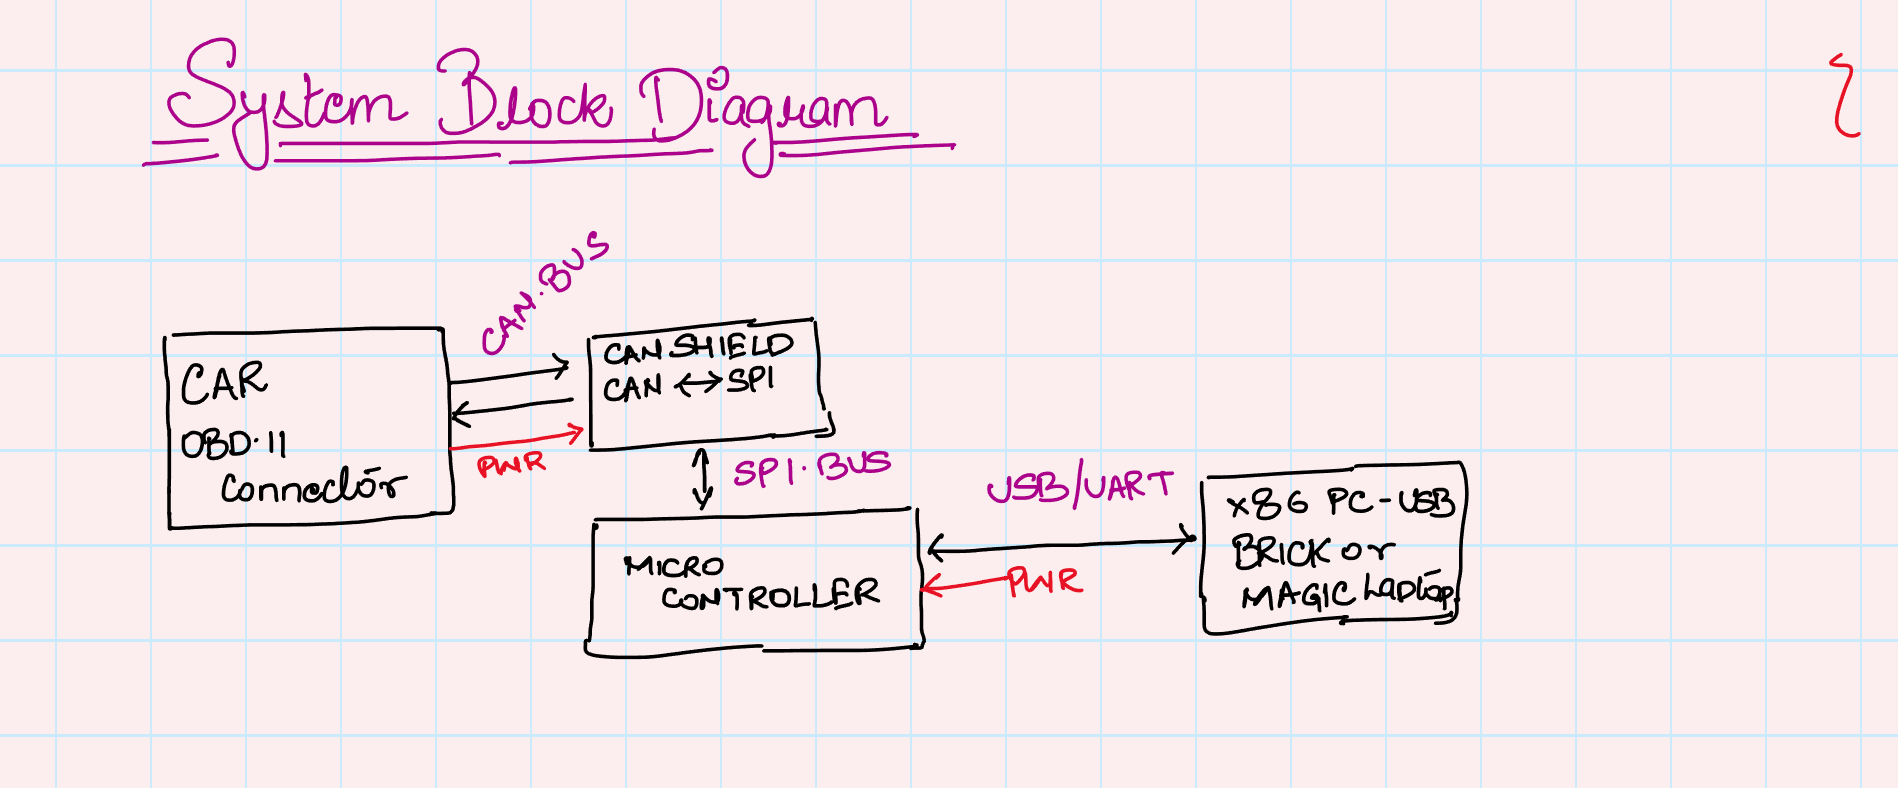 System Block Diagram
CAN-BUS
CAR
OBD-II
Connector
PWR
CAN SHIELD
CAN ↔ SPI
SPI-BUS
MICRO
CONTROLLER
USB/UART
PWR
x86 PC-USB
BRICK or
MAGIC Laptop